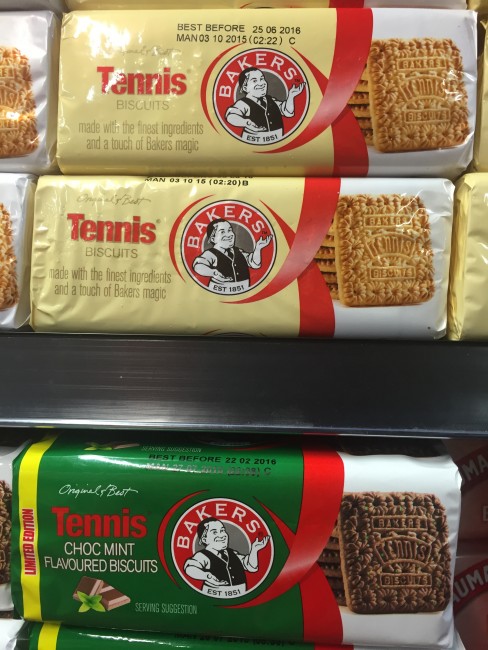 BEST BEFORE 25 06 2016
MAN 03 10 2015 (02:22) C
Original & Best
Tennis
BISCUITS
made with the finest ingredients
and a touch of Bakers magic
BAKERS
EST 1851
BAKERS
Tennis
BISCUITS
MAN 03 10 15 (02:20) B
Original & Best
Tennis
BISCUITS
made with the finest ingredients
and a touch of Bakers magic
BAKERS
EST 1851
BAKERS
Tennis
BISCUITS
SERVING SUGGESTION
BEST BEFORE 22 02 2016
LIMITED EDITION
Original & Best
Tennis
CHOC MINT
FLAVOURED BISCUITS
SERVING SUGGESTION
BAKERS
EST 1851
BAKERS
Tennis
BISCUITS